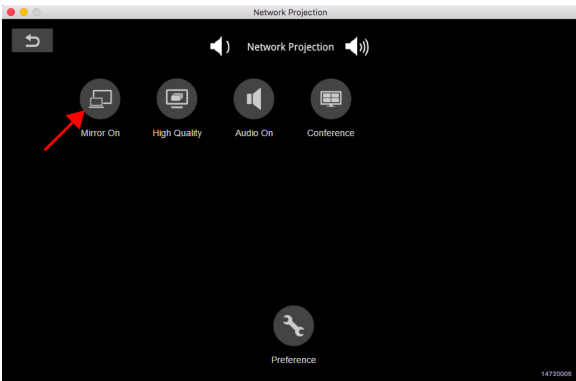 Network Projection
Network Projection
Mirror On
High Quality
Audio On
Conference
Preference
14720005